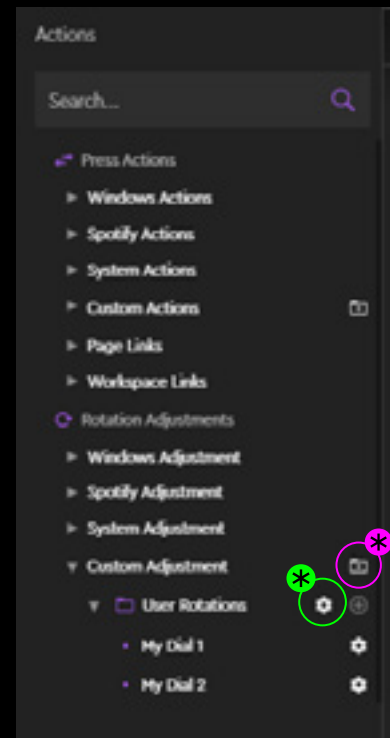 Actions
Search...
Press Actions
Windows Actions
Spotify Actions
System Actions
Custom Actions
Page Links
Workspace Links
Rotation Adjustments
Windows Adjustment
Spotify Adjustment
System Adjustment
*
Custom Adjustment
*
User Rotations
My Dial 1
My Dial 2